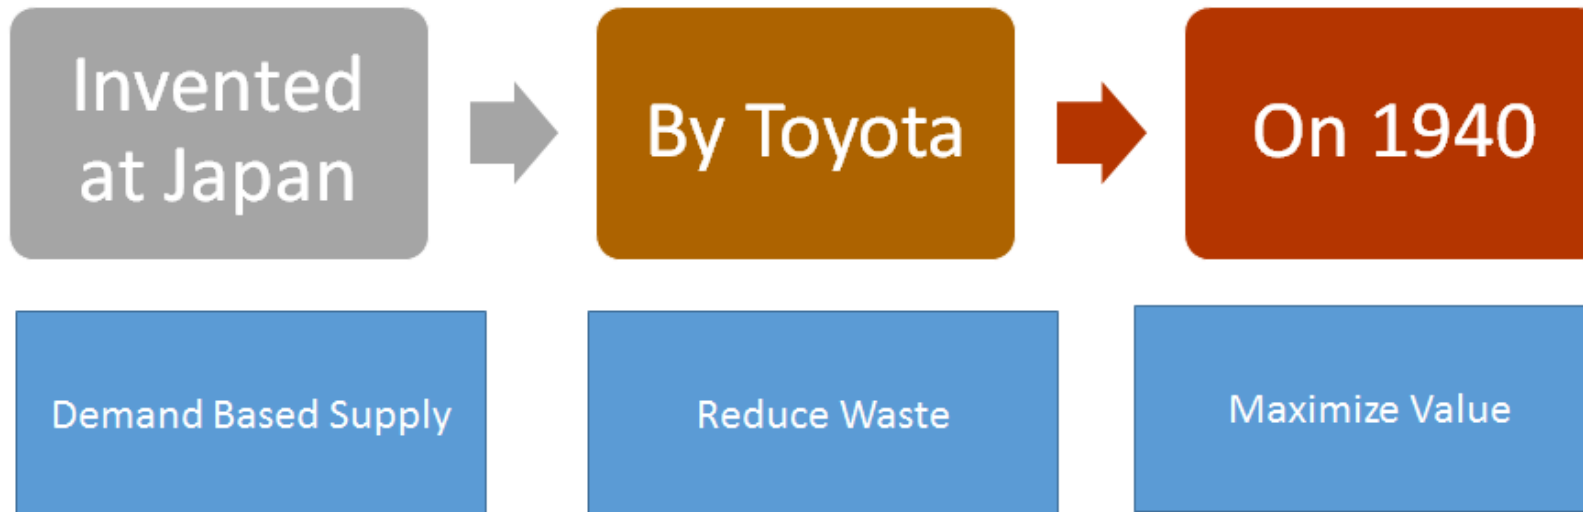 Invented
at Japan
By Toyota
On 1940
Demand Based Supply
Reduce Waste
Maximize Value